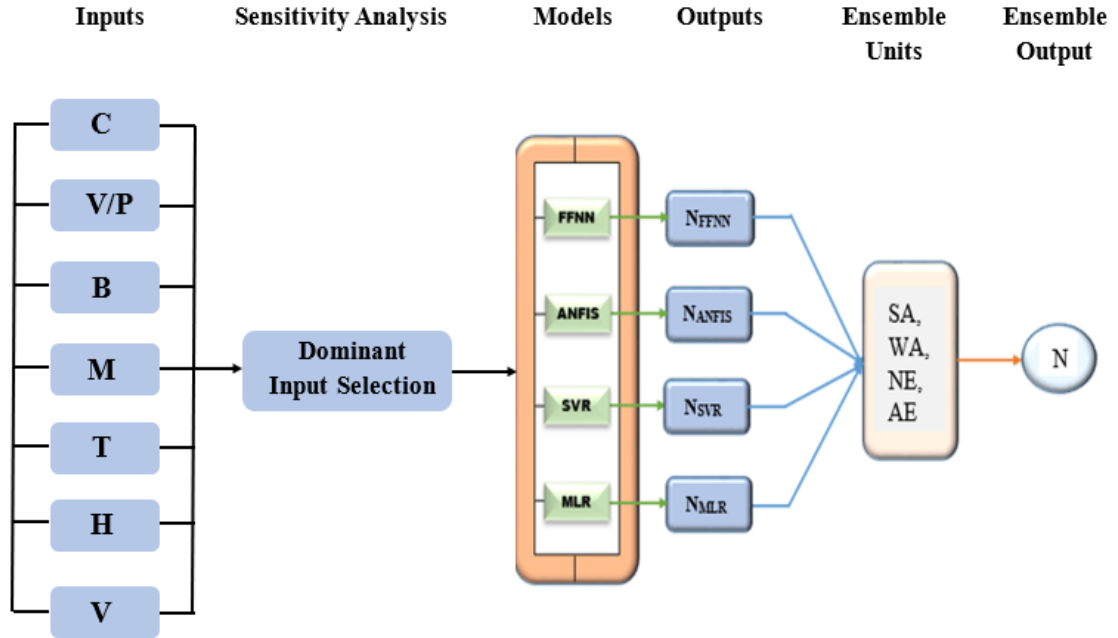 Inputs
Sensitivity Analysis
Models
Outputs
Ensemble
Units
Ensemble
Output
C
V/P
B
M
T
H
V
Dominant
Input Selection
FFNN
ANFIS
SVR
MLR
NFFNN
NANFIS
NSVR
NMLR
SA,
WA,
NE,
AE
N